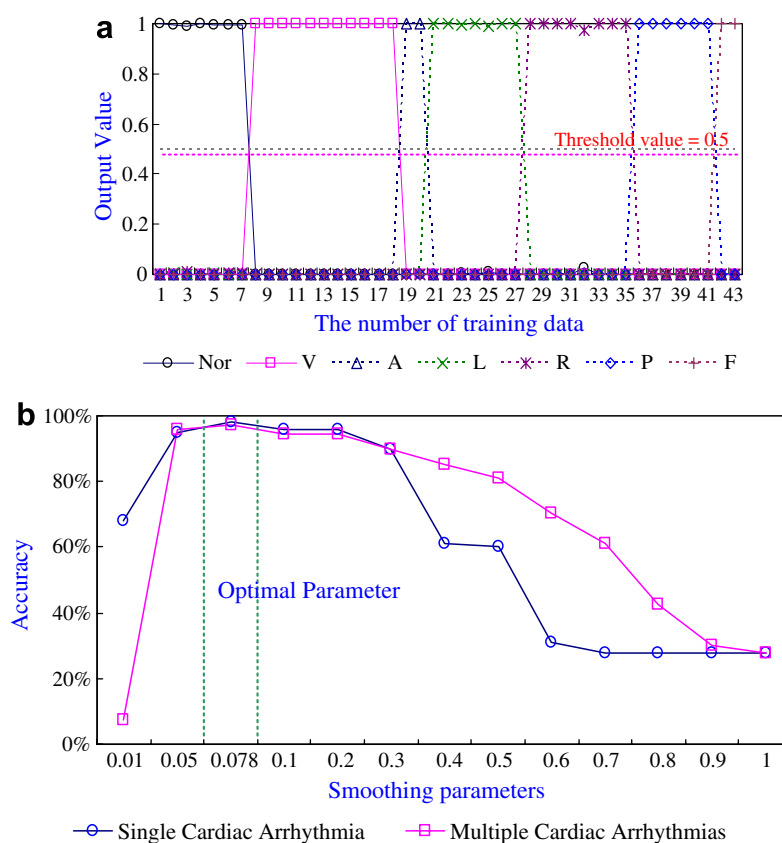 a
1
0.8
0.6
0.4
0.2
0
Output Value
Threshold value = 0.5
1 3 5 7 9 11 13 15 17 19 21 23 25 27 29 31 33 35 37 39 41 43
The number of training data
Nor V A L R P F
b
100%
80%
60%
40%
20%
0%
Accuracy
Optimal Parameter
0.01 0.05 0.078 0.1 0.2 0.3 0.4 0.5 0.6 0.7 0.8 0.9 1
Smoothing parameters
Single Cardiac Arrhythmia Multiple Cardiac Arrhythmias